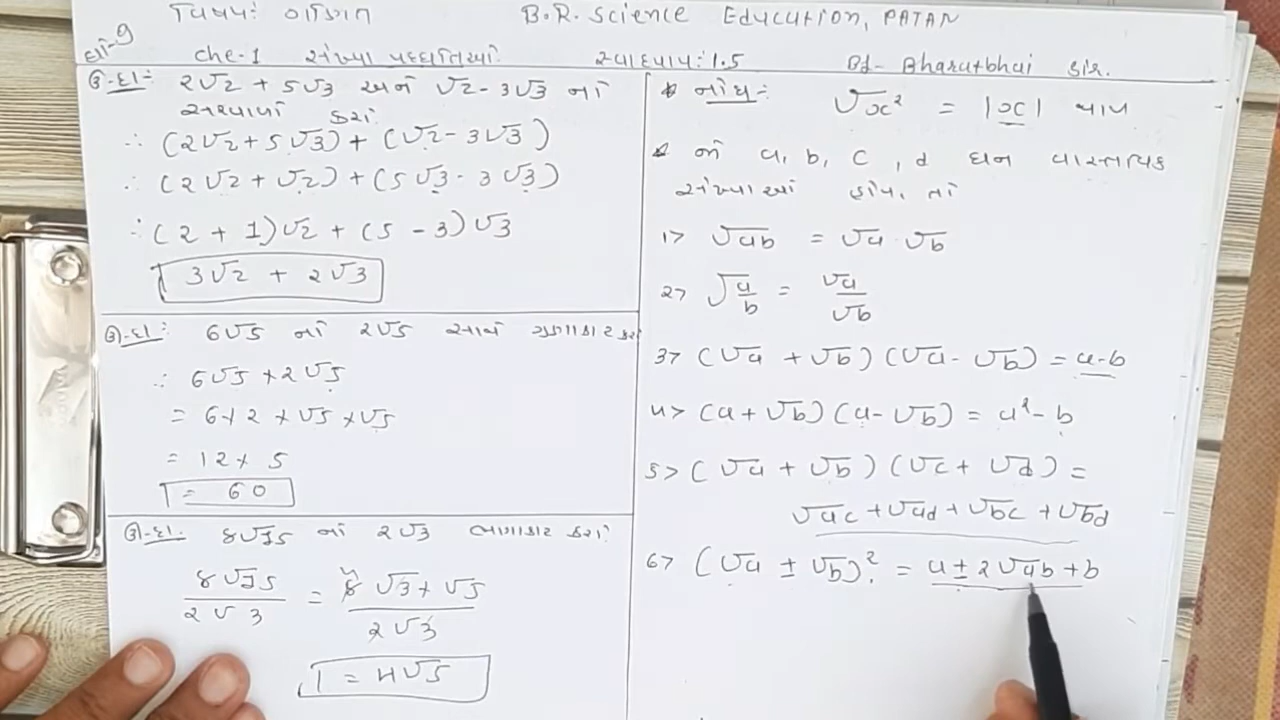 વિષય: ગણિત B.R. Science Education, PATAN
ધો-9 Che-1 સંખ્યા પદ્ધતિઓ સ્વાધ્યાય: 1.5 By- Bharatbhai Sir.
ઉ-દા:- 2√2 + 5√3 અને √2 - 3√3 નો
સરવાળો કરો:
∴ (2√2 + 5√3) + (√2 - 3√3)
∴ (2√2 + √2) + (5√3 - 3√3)
∴ (2 + 1)√2 + (5 - 3)√3
3√2 + 2√3
ઉ-દા: 6√5 નો 2√5 સાથે ગુણાકાર કરો
∴ 6√5 × 2√5
= 6 × 2 × √5 × √5
= 12 × 5
= 60
ઉ-દા. 8√15 નો 2√3 ભાગાકાર કરો:
8√15 / 2√3 = 8 √3 × √5 / 2√3
= 4√5
* નોંધ:- √x² = |x| થાય
* જો a, b, c, d ધન વાસ્તવિક
સંખ્યાઓ હોય, તો
1> √ab = √a · √b
2> √a/b = √a/√b
3> (√a + √b)(√a - √b) = a-b
4> (a + √b)(a - √b) = a² - b
5> (√a + √b)(√c + √d) =
√ac + √ad + √bc + √bd
6> (√a ± √b)² = a ± 2√ab + b